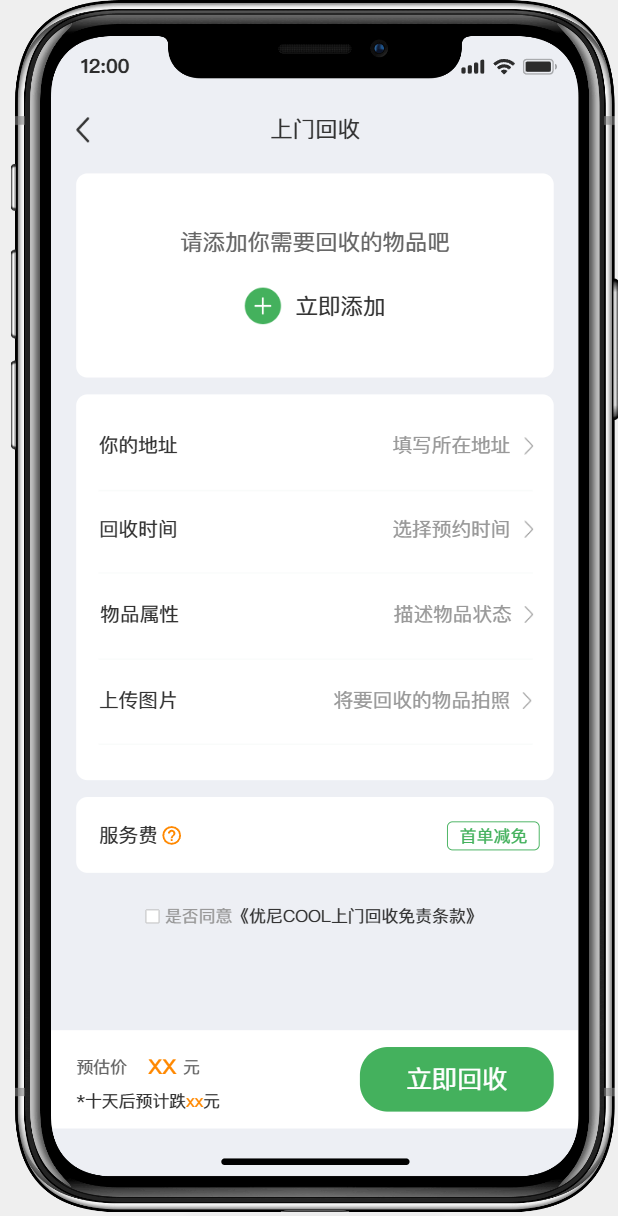 12:00
上门回收
请添加你需要回收的物品吧
立即添加
你的地址 填写所在地址
回收时间 选择预约时间
物品属性 描述物品状态
上传图片 将要回收的物品拍照
服务费 首单减免
是否同意《优尼COOL上门回收免责条款》
预估价 XX 元
*十天后预计跌xx元
立即回收